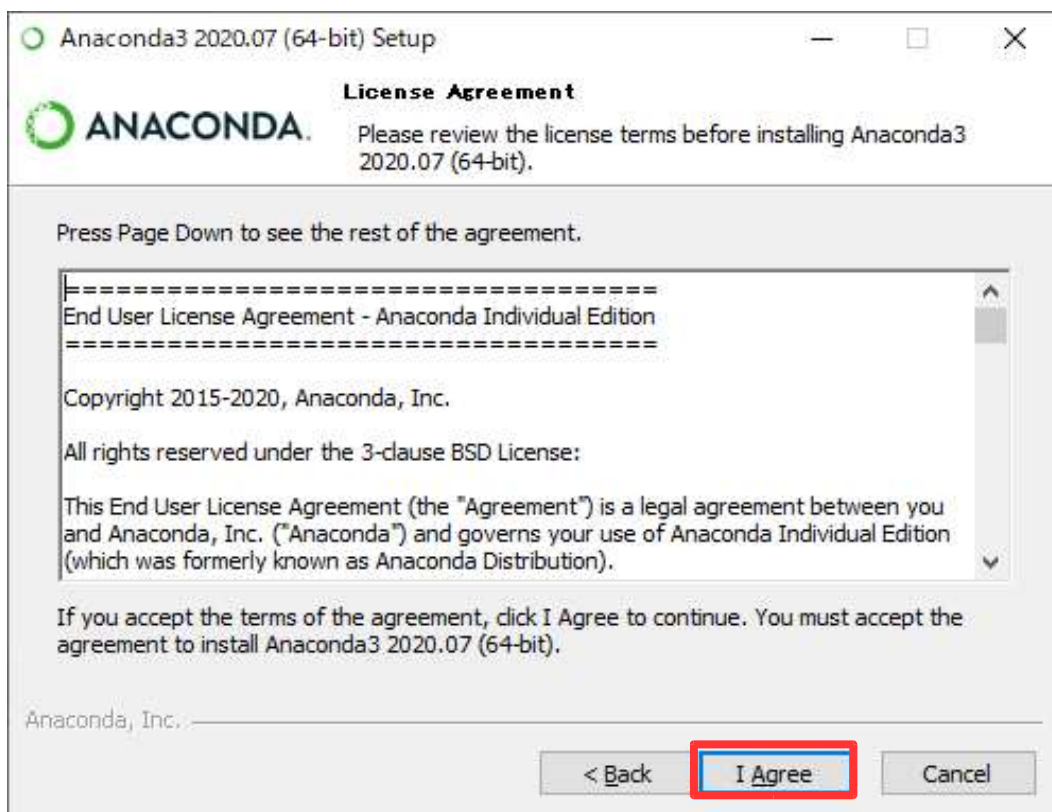 Anaconda3 2020.07 (64-bit) Setup
License Agreement
ANACONDA.
Please review the license terms before installing Anaconda3
2020.07 (64-bit).
Press Page Down to see the rest of the agreement.
===================================
End User License Agreement - Anaconda Individual Edition
===================================
Copyright 2015-2020, Anaconda, Inc.
All rights reserved under the 3-clause BSD License:
This End User License Agreement (the "Agreement") is a legal agreement between you
and Anaconda, Inc. ("Anaconda") and governs your use of Anaconda Individual Edition
(which was formerly known as Anaconda Distribution).
If you accept the terms of the agreement, click I Agree to continue. You must accept the
agreement to install Anaconda3 2020.07 (64-bit).
Anaconda, Inc.
< Back
I Agree
Cancel